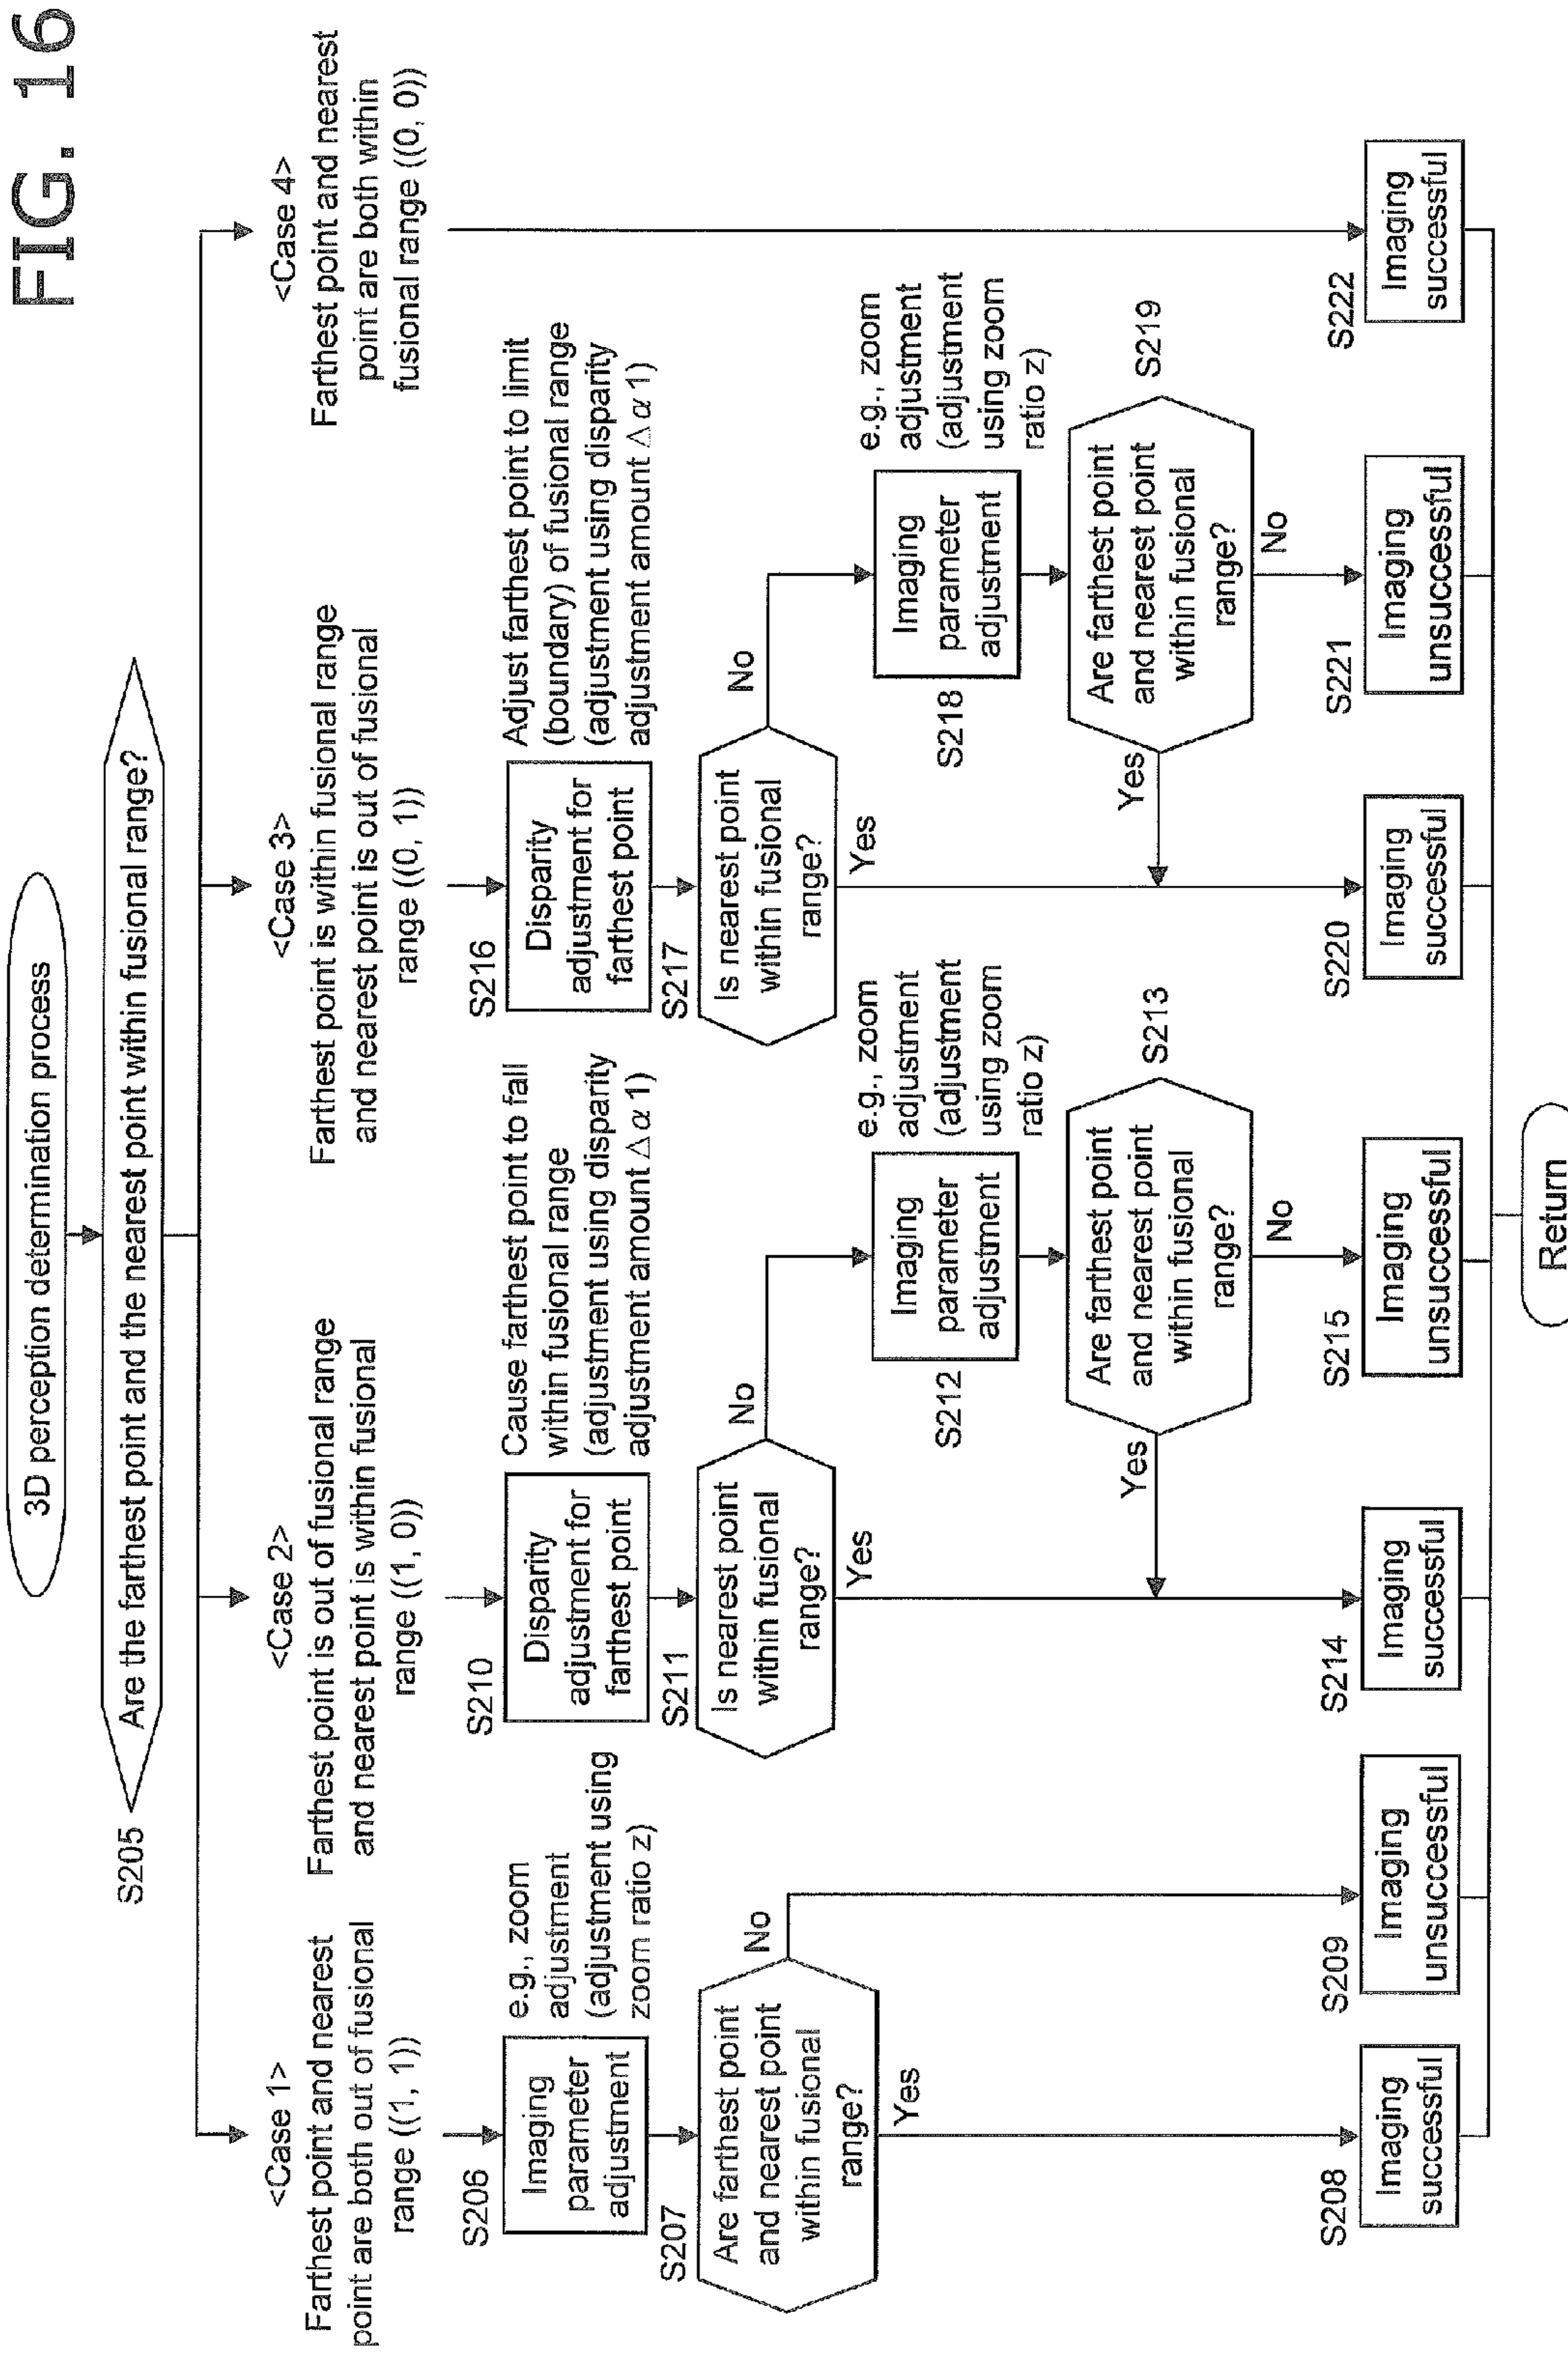 FIG. 16
3D perception determination process
S205
Are the farthest point and the nearest point within fusional range?
<Case 1>
Farthest point and nearest
point are both out of fusional
range ((1, 1))
S206
Imaging
parameter
adjustment
e.g., zoom
adjustment
(adjustment using
zoom ratio z)
S207
Are farthest point
and nearest point
within fusional
range?
No
Yes
S208
Imaging
successful
S209
Imaging
unsuccessful
<Case 2>
Farthest point is out of fusional range
and nearest point is within fusional
range ((1, 0))
S210
Disparity
adjustment for
farthest point
Cause farthest point to fall
within fusional range
(adjustment using disparity
adjustment amount △α1)
S211
Is nearest point
within fusional
range?
No
Yes
S212
Imaging
parameter
adjustment
e.g., zoom
adjustment
(adjustment
using zoom
ratio z)
S213
Are farthest point
and nearest point
within fusional
range?
Yes
No
S214
Imaging
successful
S215
Imaging
unsuccessful
<Case 3>
Farthest point is within fusional range
and nearest point is out of fusional
range ((0, 1))
S216
Disparity
adjustment for
farthest point
Adjust farthest point to limit
(boundary) of fusional range
(adjustment using disparity
adjustment amount △α1)
S217
Is nearest point
within fusional
range?
No
Yes
S218
Imaging
parameter
adjustment
e.g., zoom
adjustment
(adjustment
using zoom
ratio z)
S219
Are farthest point
and nearest point
within fusional
range?
Yes
No
S220
Imaging
successful
S221
Imaging
unsuccessful
<Case 4>
Farthest point and nearest
point are both within
fusional range ((0, 0))
S222
Imaging
successful
Return